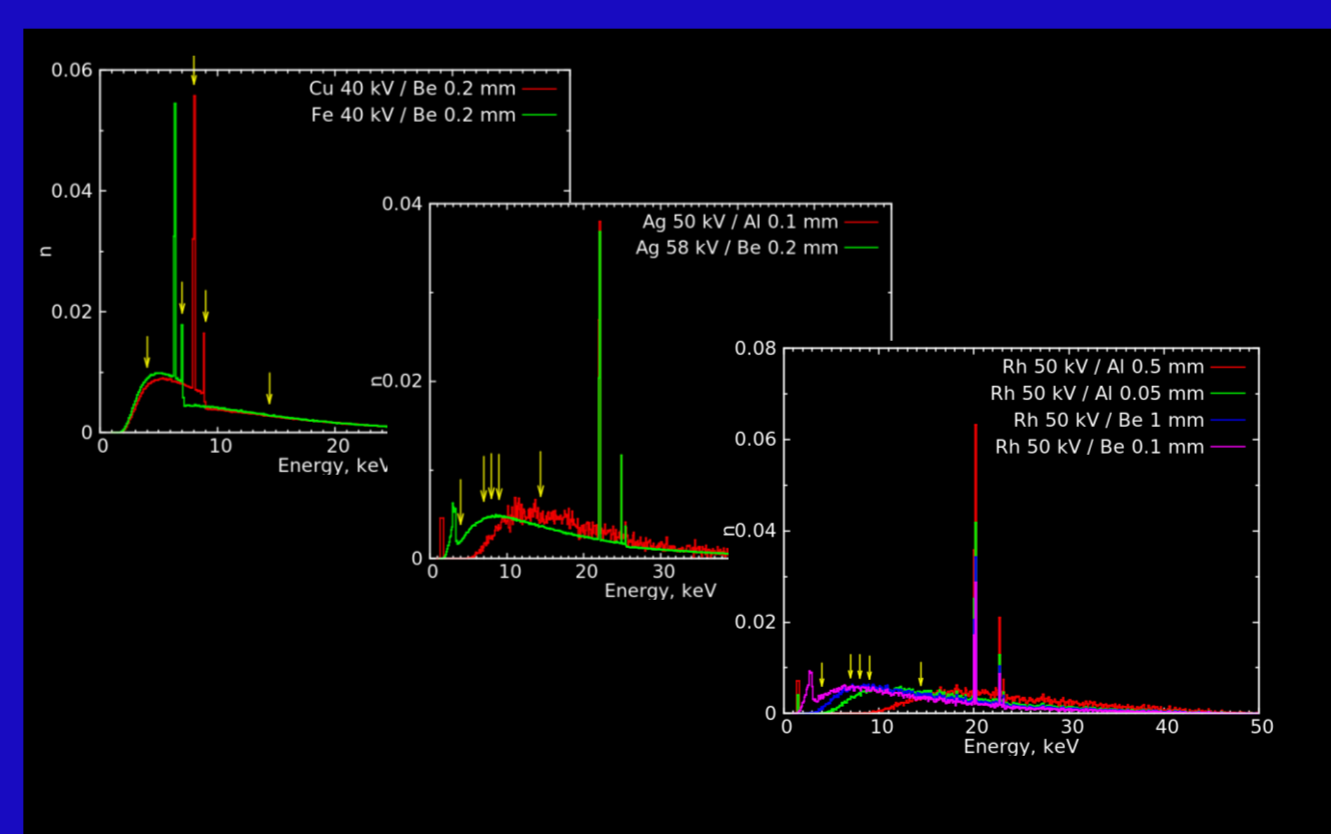 0.06
0.04
0.02
0
n
Cu 40 kV / Be 0.2 mm
Fe 40 kV / Be 0.2 mm
0
10
20
Energy, keV
0.04
0.02
0
n
Ag 50 kV / Al 0.1 mm
Ag 58 kV / Be 0.2 mm
0
10
20
30
Energy, keV
0.08
0.06
0.04
0.02
0
n
Rh 50 kV / Al 0.5 mm
Rh 50 kV / Al 0.05 mm
Rh 50 kV / Be 1 mm
Rh 50 kV / Be 0.1 mm
0
10
20
30
40
50
Energy, keV